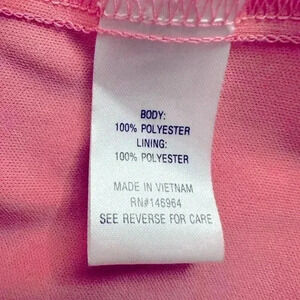 BODY:
100% POLYESTER
LINING:
100% POLYESTER
MADE IN VIETNAM
RN#146964
SEE REVERSE FOR CARE